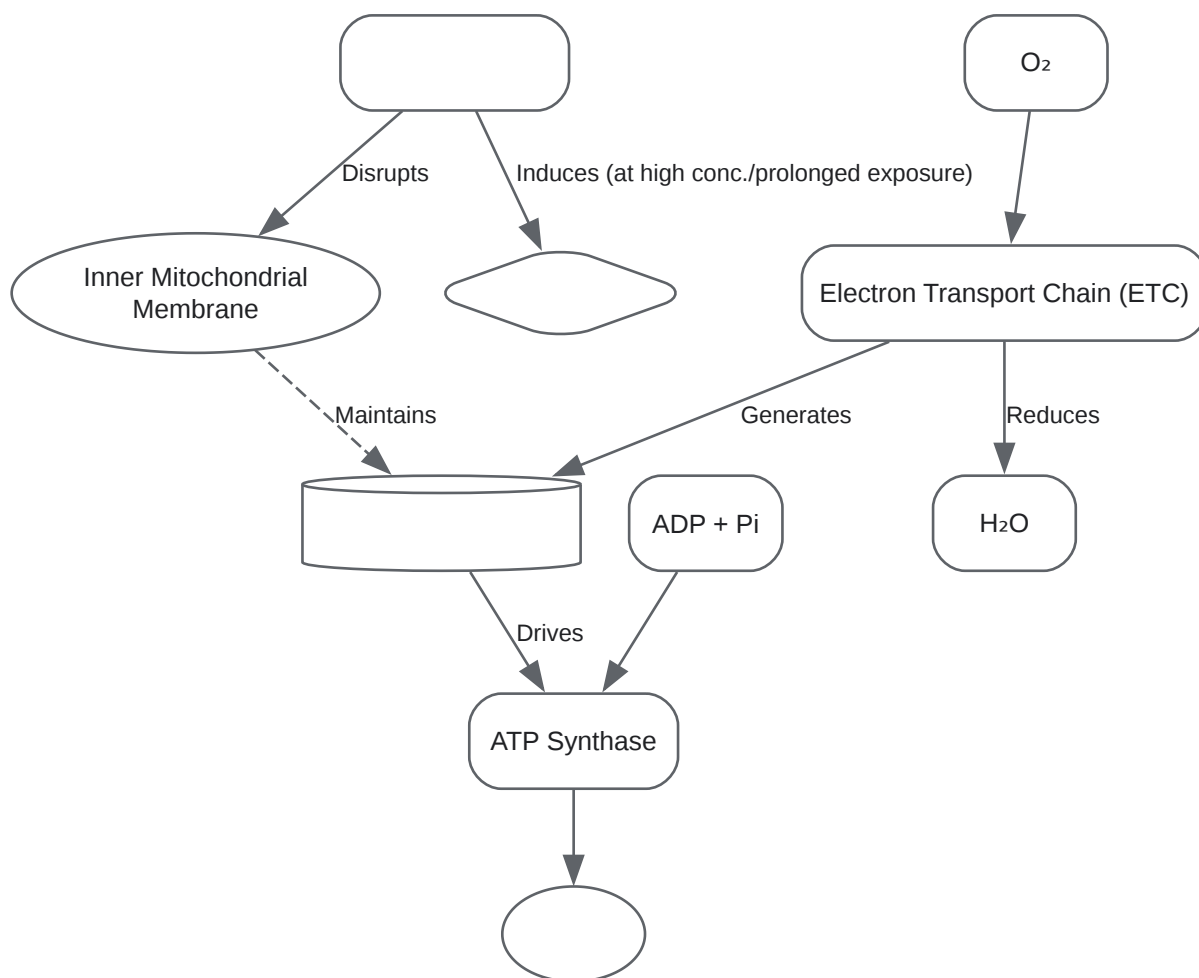 O₂
Disrupts
Induces (at high conc./prolonged exposure)
Inner Mitochondrial
Membrane
Electron Transport Chain (ETC)
Maintains
Generates
Reduces
ADP + Pi
H₂O
Drives
ATP Synthase